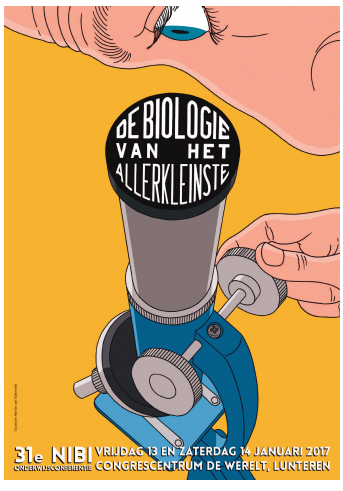 DE BIOLOGIE
VAN HET
ALLERKLEINSTE
31e NIBI
ONDERWIJSCONFERENTIE
VRIJDAG 13 EN ZATERDAG 14 JANUARI 2017
CONGRESCENTRUM DE WERELT, LUNTEREN